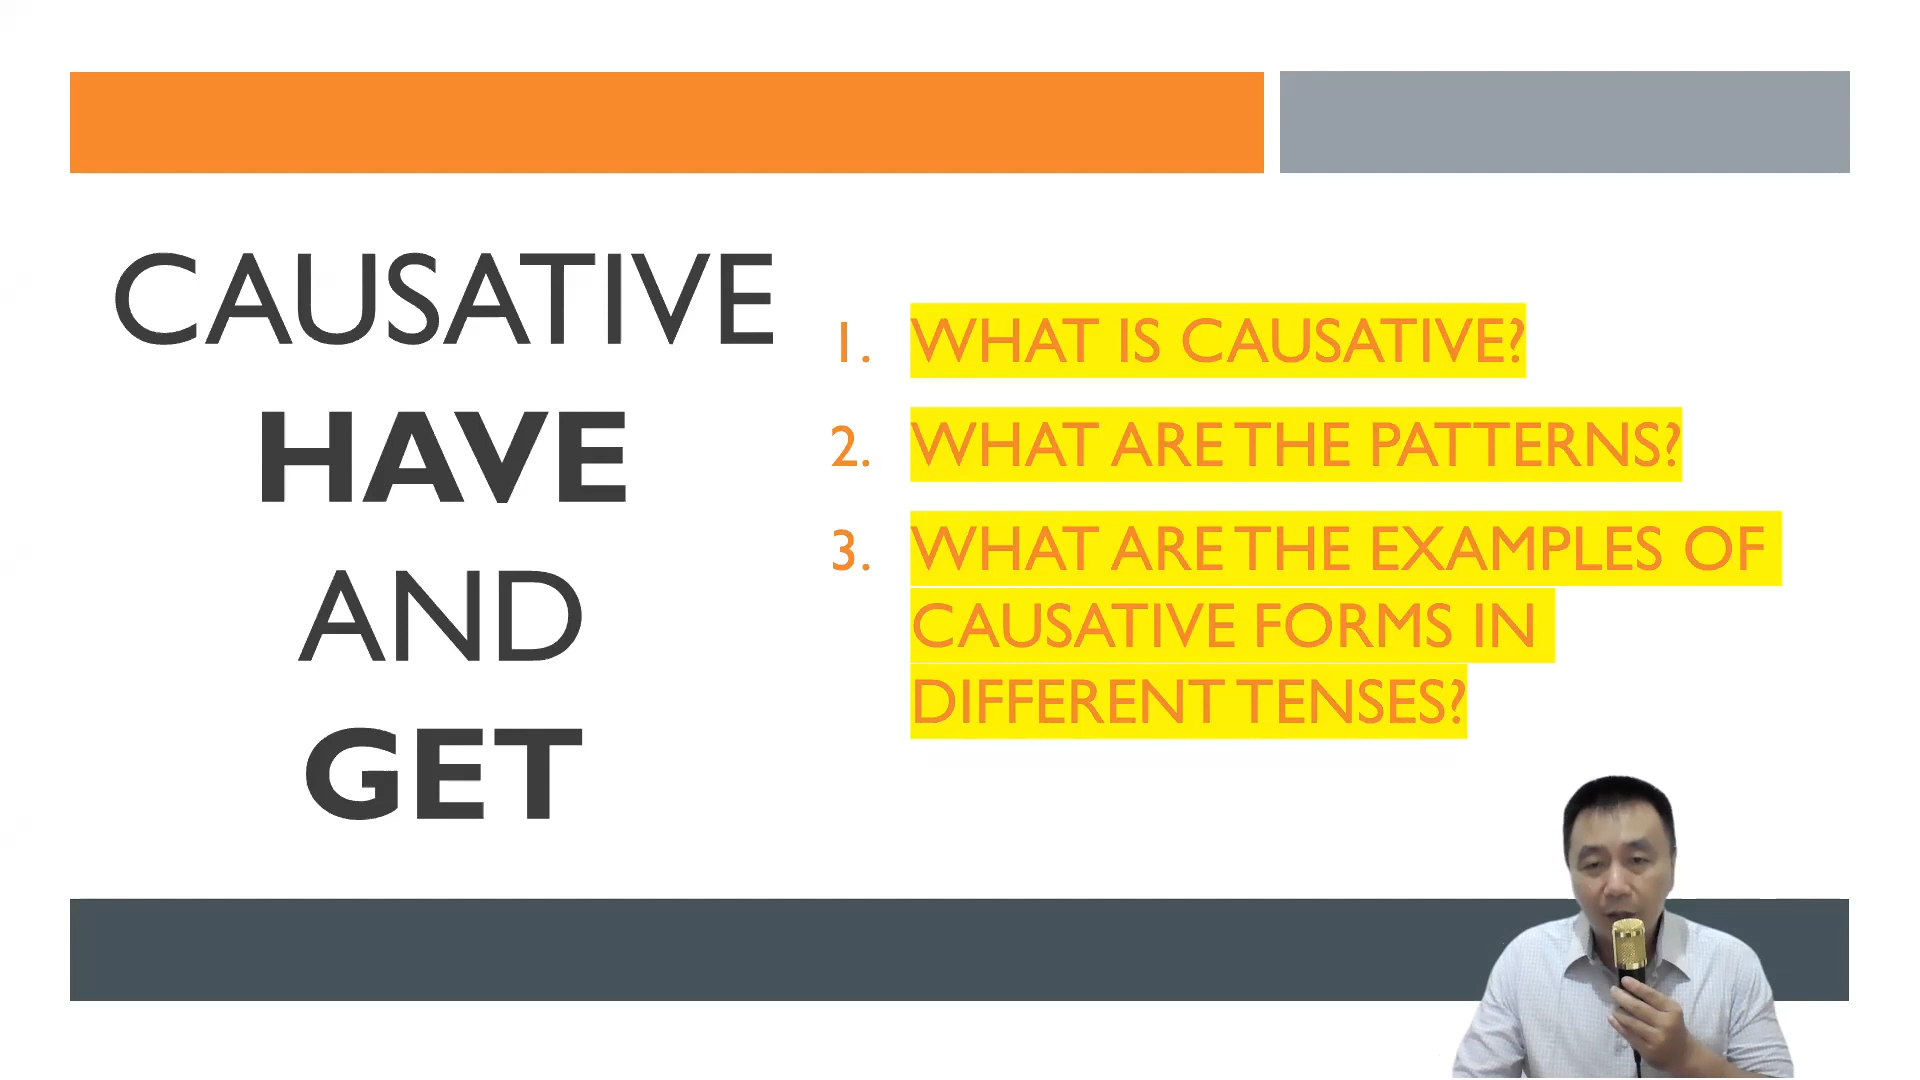 CAUSATIVE
HAVE
AND
GET
1. WHAT IS CAUSATIVE?
2. WHAT ARE THE PATTERNS?
3. WHAT ARE THE EXAMPLES OF
CAUSATIVE FORMS IN
DIFFERENT TENSES?